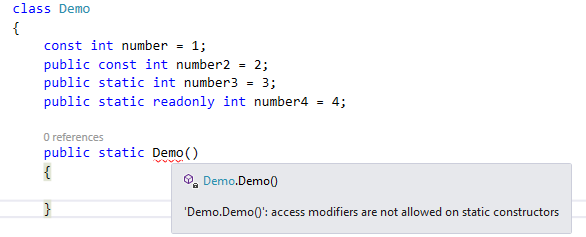 class Demo
{
const int number = 1;
public const int number2 = 2;
public static int number3 = 3;
public static readonly int number4 = 4;
0 references
public static Demo()
{
Demo.Demo()
'Demo.Demo()': access modifiers are not allowed on static constructors
}